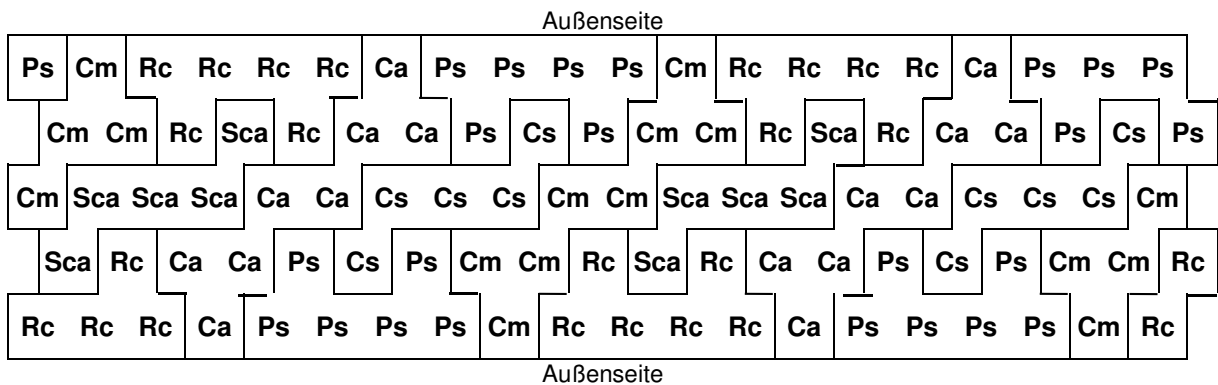 Außenseite
Ps Cm Rc Rc Rc Rc Ca Ps Ps Ps Ps Cm Rc Rc Rc Rc Ca Ps Ps Ps
Cm Cm Rc Sca Rc Ca Ca Ps Cs Ps Cm Cm Rc Sca Rc Ca Ca Ps Cs Ps
Cm Sca Sca Sca Ca Ca Cs Cs Cs Cm Cm Sca Sca Sca Ca Ca Cs Cs Cs Cm
Sca Rc Ca Ca Ps Cs Ps Cm Cm Rc Sca Rc Ca Ca Ps Cs Ps Cm Cm Rc
Rc Rc Rc Ca Ps Ps Ps Ps Cm Rc Rc Rc Rc Ca Ps Ps Ps Ps Cm Rc
Außenseite